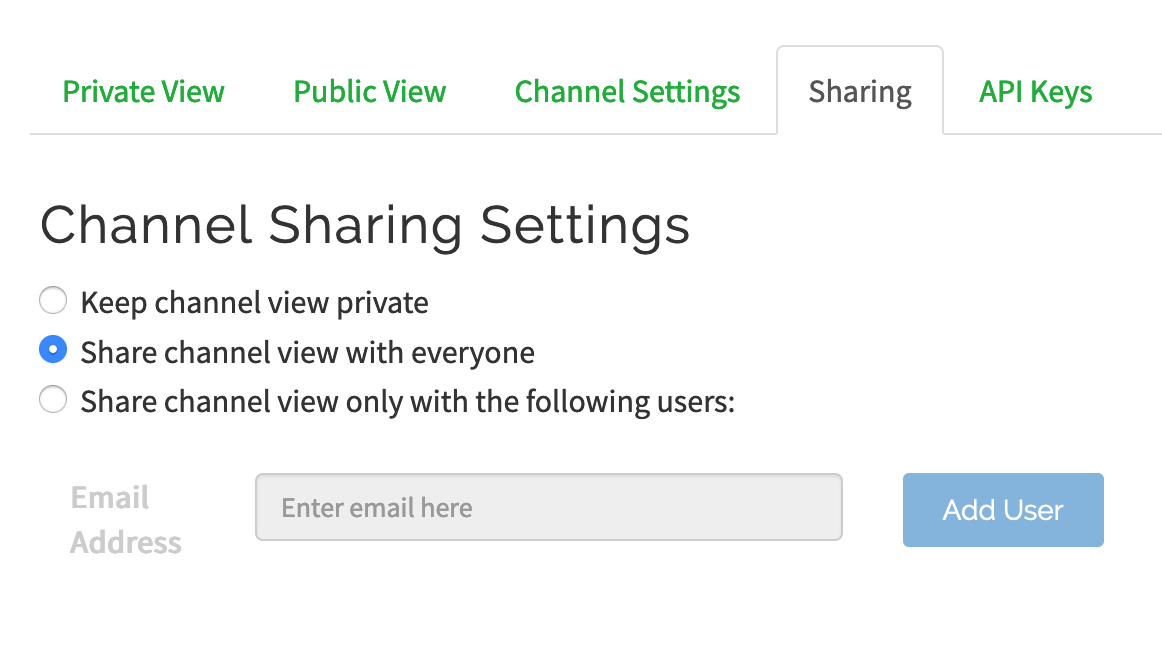 Private View Public View Channel Settings Sharing API Keys
Channel Sharing Settings
Keep channel view private
Share channel view with everyone
Share channel view only with the following users:
Email
Address
Enter email here
Add User